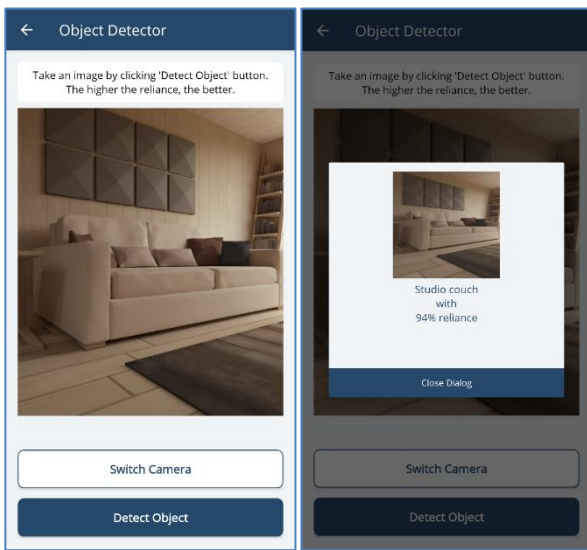 Object Detector
Take an image by clicking 'Detect Object' button.
The higher the reliance, the better.
Switch Camera
Detect Object
Object Detector
Take an image by clicking 'Detect Object' button.
The higher the reliance, the better.
Studio couch
with
94% reliance
Close Dialog
Switch Camera
Detect Object